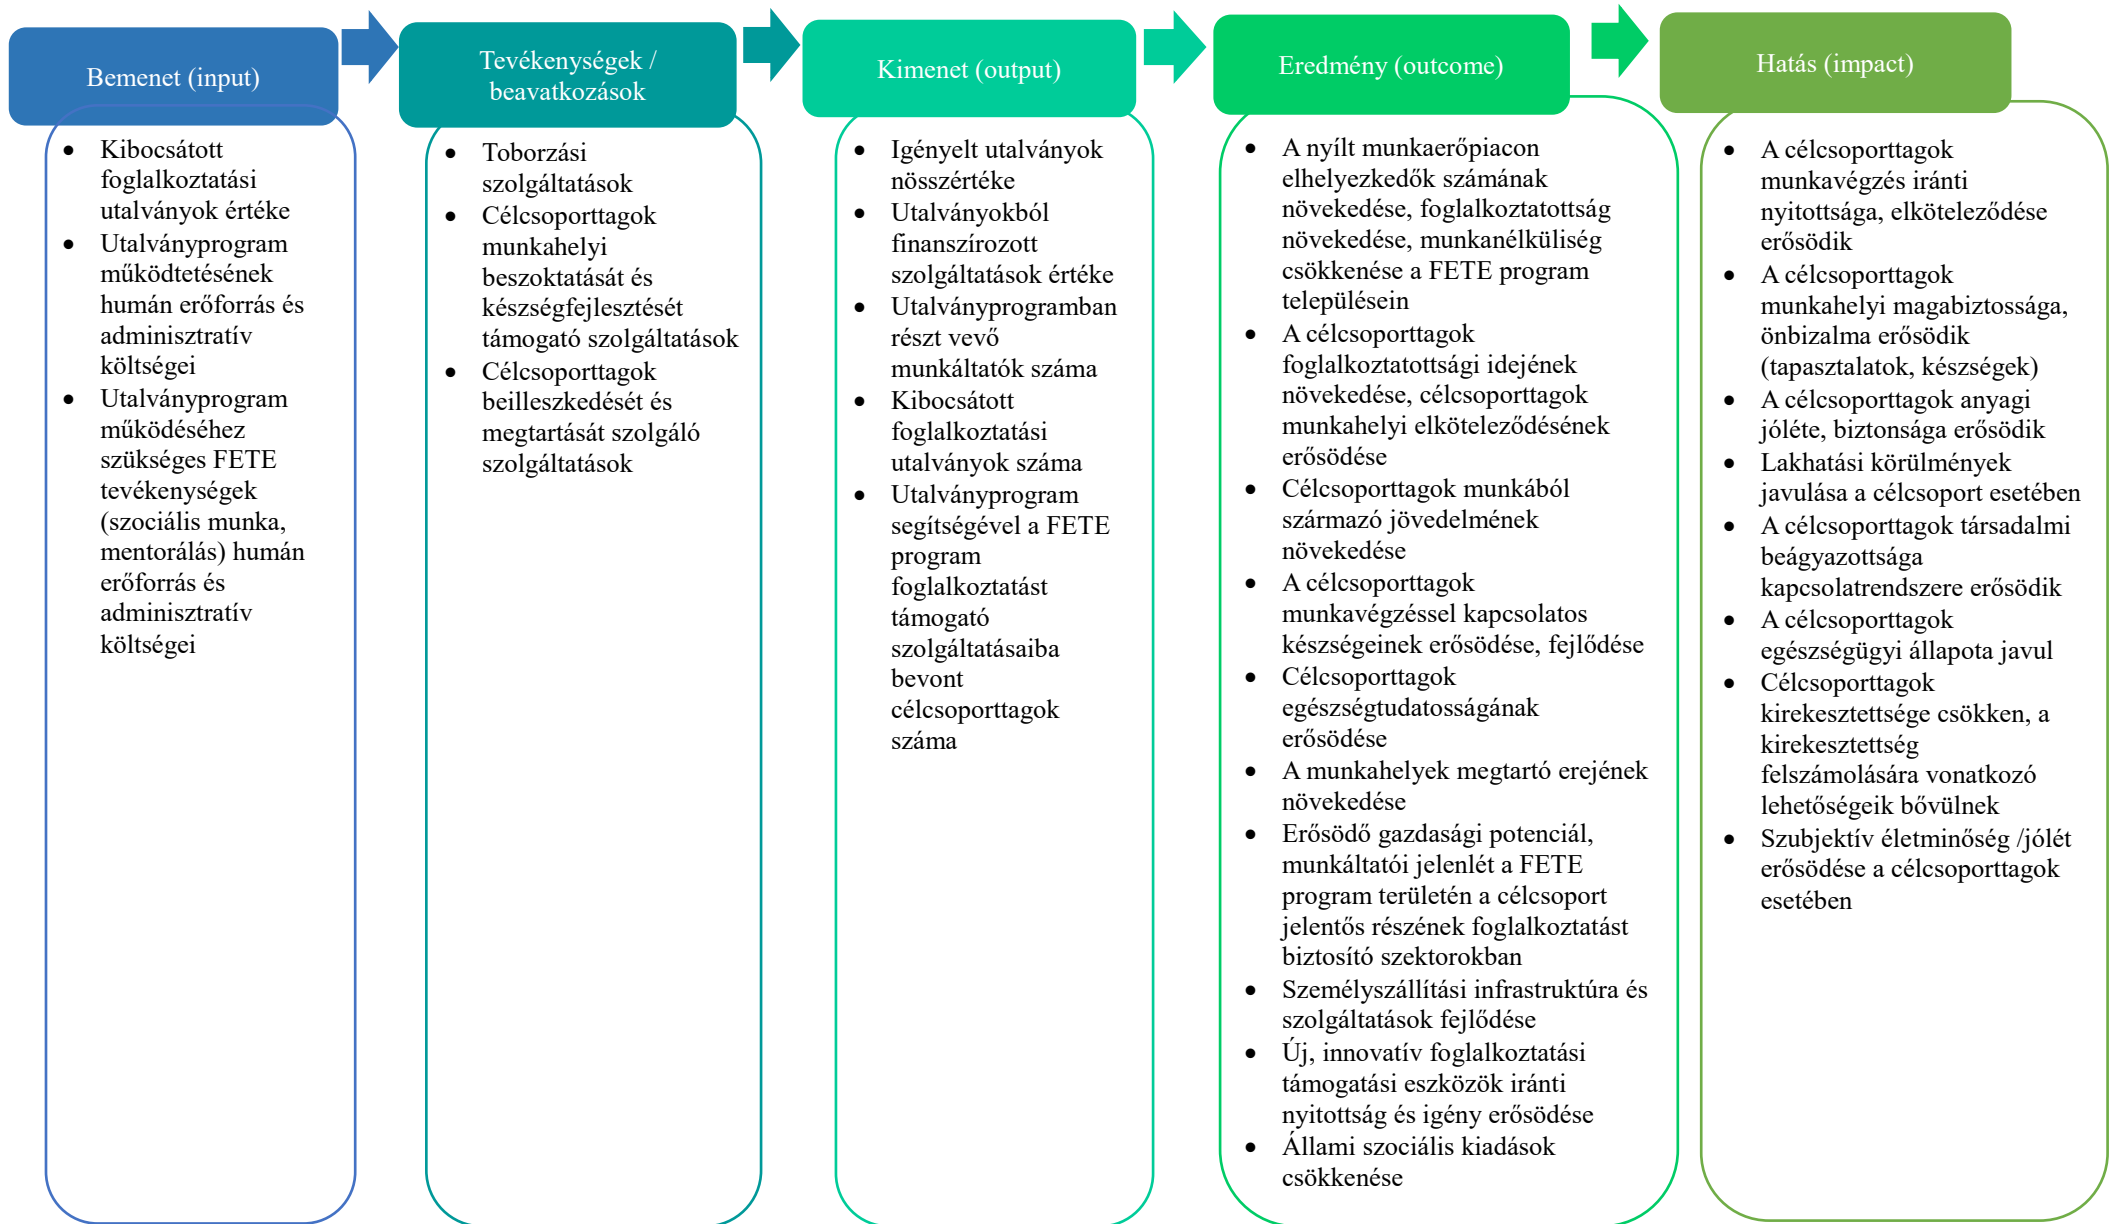 Bemenet (input)
• Kibocsátott
foglalkoztatási
utalványok értéke
• Utalványprogram
működtetésének
humán erőforrás és
adminisztratív
költségei
• Utalványprogram
működéséhez
szükséges FETE
tevékenységek
(szociális munka,
mentorálás) humán
erőforrás és
adminisztratív
költségei
Tevékenységek /
beavatkozások
• Toborzási
szolgáltatások
• Célcsoporttagok
munkahelyi
beszoktatását és
készségfejlesztését
támogató szolgáltatások
• Célcsoporttagok
beilleszkedését és
megtartását szolgáló
szolgáltatások
Kimenet (output)
• Igényelt utalványok
nösszértéke
• Utalványokból
finanszírozott
szolgáltatások értéke
• Utalványprogramban
részt vevő
munkáltatók száma
• Kibocsátott
foglalkoztatási
utalványok száma
• Utalványprogram
segítségével a FETE
program
foglalkoztatást
támogató
szolgáltatásaiba
bevont
célcsoporttagok
száma
Eredmény (outcome)
• A nyílt munkaerőpiacon
elhelyezkedők számának
növekedése, foglalkoztatottság
növekedése, munkanélküliség
csökkenése a FETE program
településein
• A célcsoporttagok
foglalkoztatottsági idejének
növekedése, célcsoporttagok
munkahelyi elköteleződésének
erősödése
• Célcsoporttagok munkából
származó jövedelmének
növekedése
• A célcsoporttagok
munkavégzéssel kapcsolatos
készségeinek erősödése, fejlődése
• Célcsoporttagok
egészségtudatosságának
erősödése
• A munkahelyek megtartó erejének
növekedése
• Erősödő gazdasági potenciál,
munkáltatói jelenlét a FETE
program területén a célcsoport
jelentős részének foglalkoztatást
biztosító szektorokban
• Személyszállítási infrastruktúra és
szolgáltatások fejlődése
• Új, innovatív foglalkoztatási
támogatási eszközök iránti
nyitottság és igény erősödése
• Állami szociális kiadások
csökkenése
Hatás (impact)
• A célcsoporttagok
munkavégzés iránti
nyitottsága, elköteleződése
erősödik
• A célcsoporttagok
munkahelyi magabiztossága,
önbizalma erősödik
(tapasztalatok, készségek)
• A célcsoporttagok anyagi
jóléte, biztonsága erősödik
• Lakhatási körülmények
javulása a célcsoport esetében
• A célcsoporttagok társadalmi
beágyazottsága
kapcsolatrendszere erősödik
• A célcsoporttagok
egészségügyi állapota javul
• Célcsoporttagok
kirekesztettsége csökken, a
kirekesztettség
felszámolására vonatkozó
lehetőségeik bővülnek
• Szubjektív életminőség /jólét
erősödése a célcsoporttagok
esetében